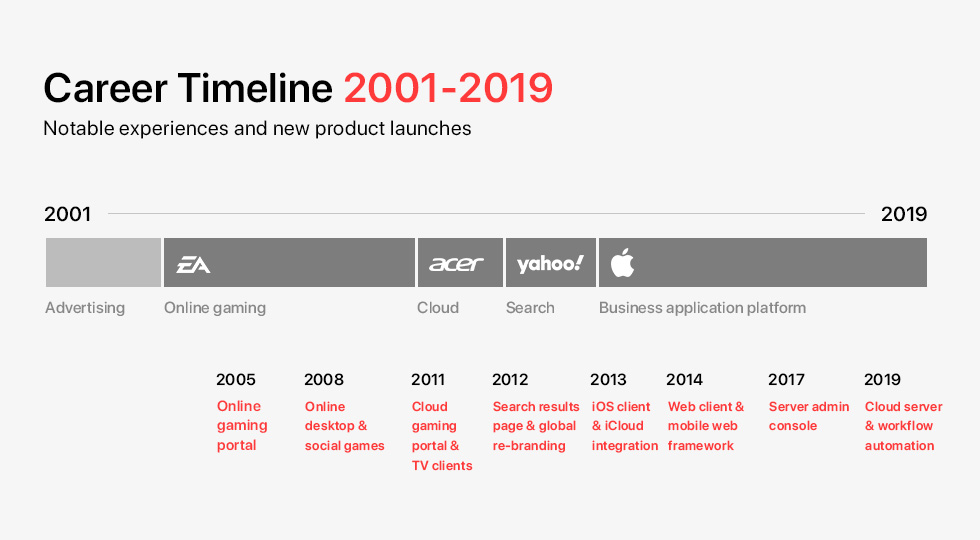 Career Timeline 2001-2019
Notable experiences and new product launches
2001
2019
EA
acer
yahoo!
Advertising
Online gaming
Cloud
Search
Business application platform
2005
Online
gaming
portal
2008
Online
desktop &
social games
2011
Cloud
gaming
portal &
TV clients
2012
Search results
page & global
re-branding
2013
iOS client
& iCloud
integration
2014
Web client &
mobile web
framework
2017
Server admin
console
2019
Cloud server
& workflow
automation